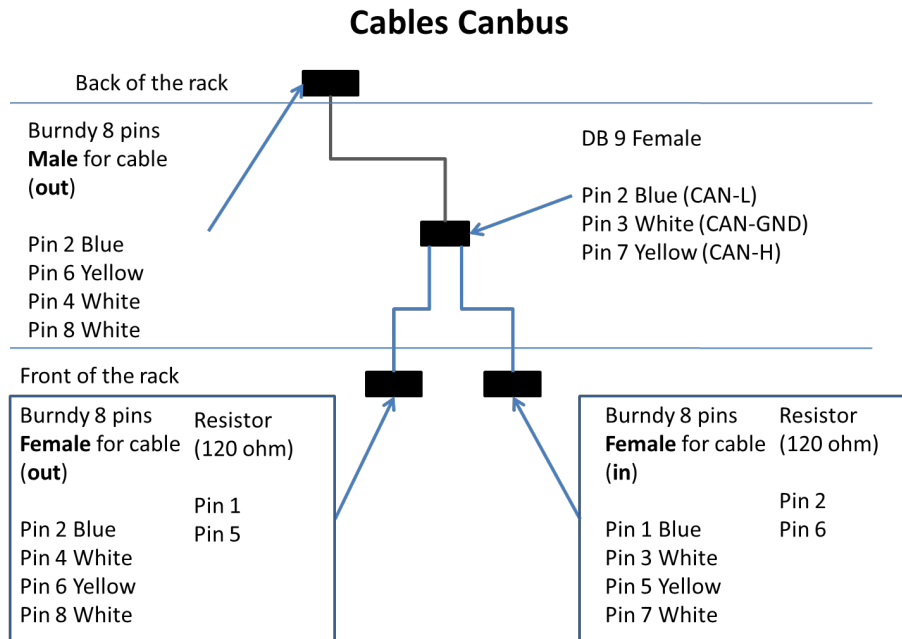 Cables Canbus
Back of the rack
Burndy 8 pins
Male for cable
(out)
Pin 2 Blue
Pin 6 Yellow
Pin 4 White
Pin 8 White
DB 9 Female
Pin 2 Blue (CAN-L)
Pin 3 White (CAN-GND)
Pin 7 Yellow (CAN-H)
Front of the rack
Burndy 8 pins
Female for cable
(out)
Pin 2 Blue
Pin 4 White
Pin 6 Yellow
Pin 8 White
Resistor
(120 ohm)
Pin 1
Pin 5
Burndy 8 pins
Female for cable
(in)
Pin 1 Blue
Pin 3 White
Pin 5 Yellow
Pin 7 White
Resistor
(120 ohm)
Pin 2
Pin 6